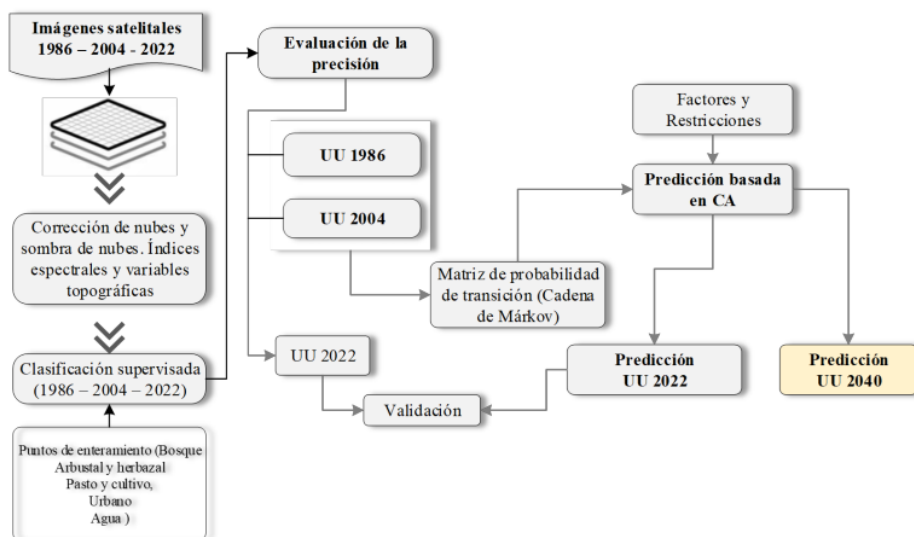 Imágenes satelitales
1986 – 2004 - 2022
Corrección de nubes y
sombra de nubes. Índices
espectrales y variables
topográficas
Clasificación supervisada
(1986 – 2004 – 2022)
Puntos de enteramiento (Bosque
Arbustal y herbazal
Pasto y cultivo,
Urbano
Agua )
Evaluación de la
precisión
UU 1986
UU 2004
Matriz de probabilidad
de transición (Cadena
de Márkov)
UU 2022
Validación
Factores y
Restricciones
Predicción basada
en CA
Predicción
UU 2022
Predicción
UU 2040